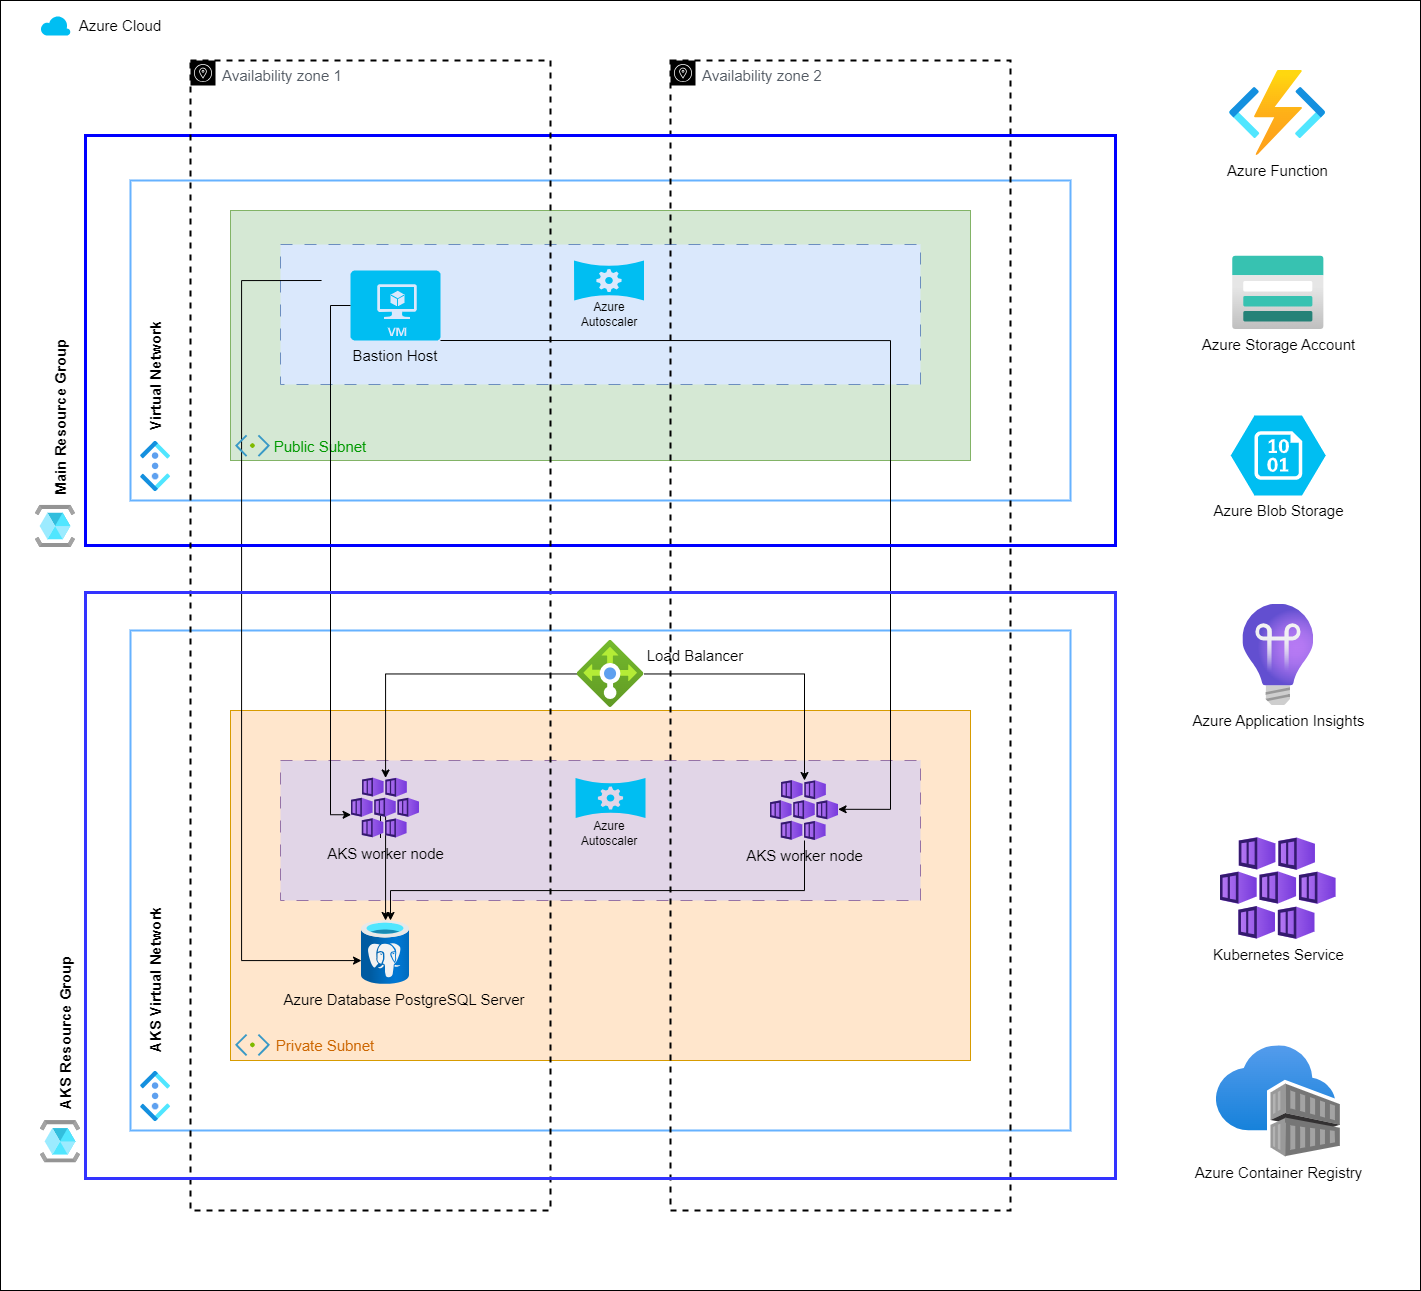 Azure Cloud
Availability zone 1
Availability zone 2
Azure Function
Azure Storage Account
Azure Blob Storage
Azure Application Insights
Kubernetes Service
Azure Container Registry
Main Resource Group
Virtual Network
VM
Bastion Host
Azure
Autoscaler
10
01
Public Subnet
AKS Resource Group
AKS Virtual Network
Load Balancer
AKS worker node
Azure
Autoscaler
AKS worker node
Azure Database PostgreSQL Server
Private Subnet